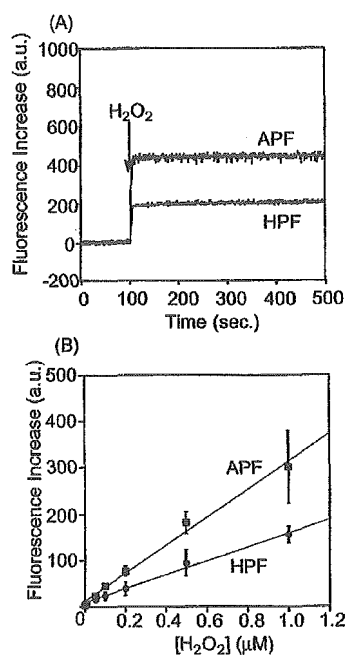 (A)
Fluorescence Increase (a.u.)
1000
800
600
400
200
0
-200
H2O2
APF
HPF
0 100 200 300 400 500
Time (sec.)
(B)
Fluorescence Increase (a.u.)
500
400
300
200
100
APF
HPF
0 0.2 0.4 0.6 0.8 1.0 1.2
[H2O2] (μM)